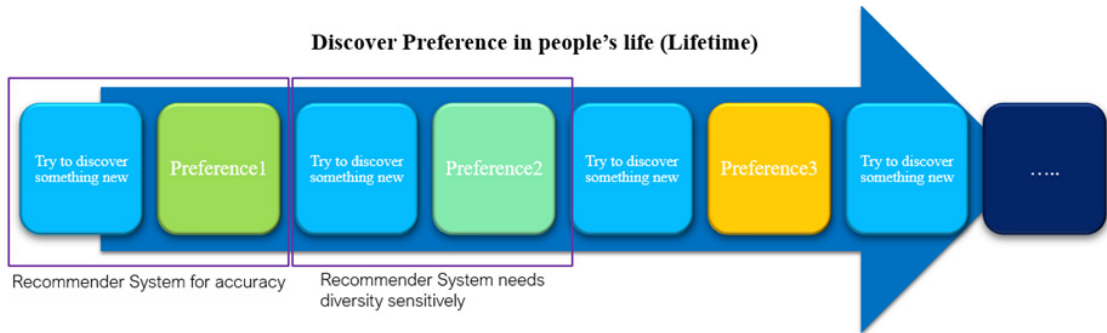 Discover Preference in people's life (Lifetime)
Try to discover
something new
Preference1
Try to discover
something new
Preference2
Try to discover
something new
Preference3
Try to discover
something new
.....
Recommender System for accuracy
Recommender System needs
diversity sensitively